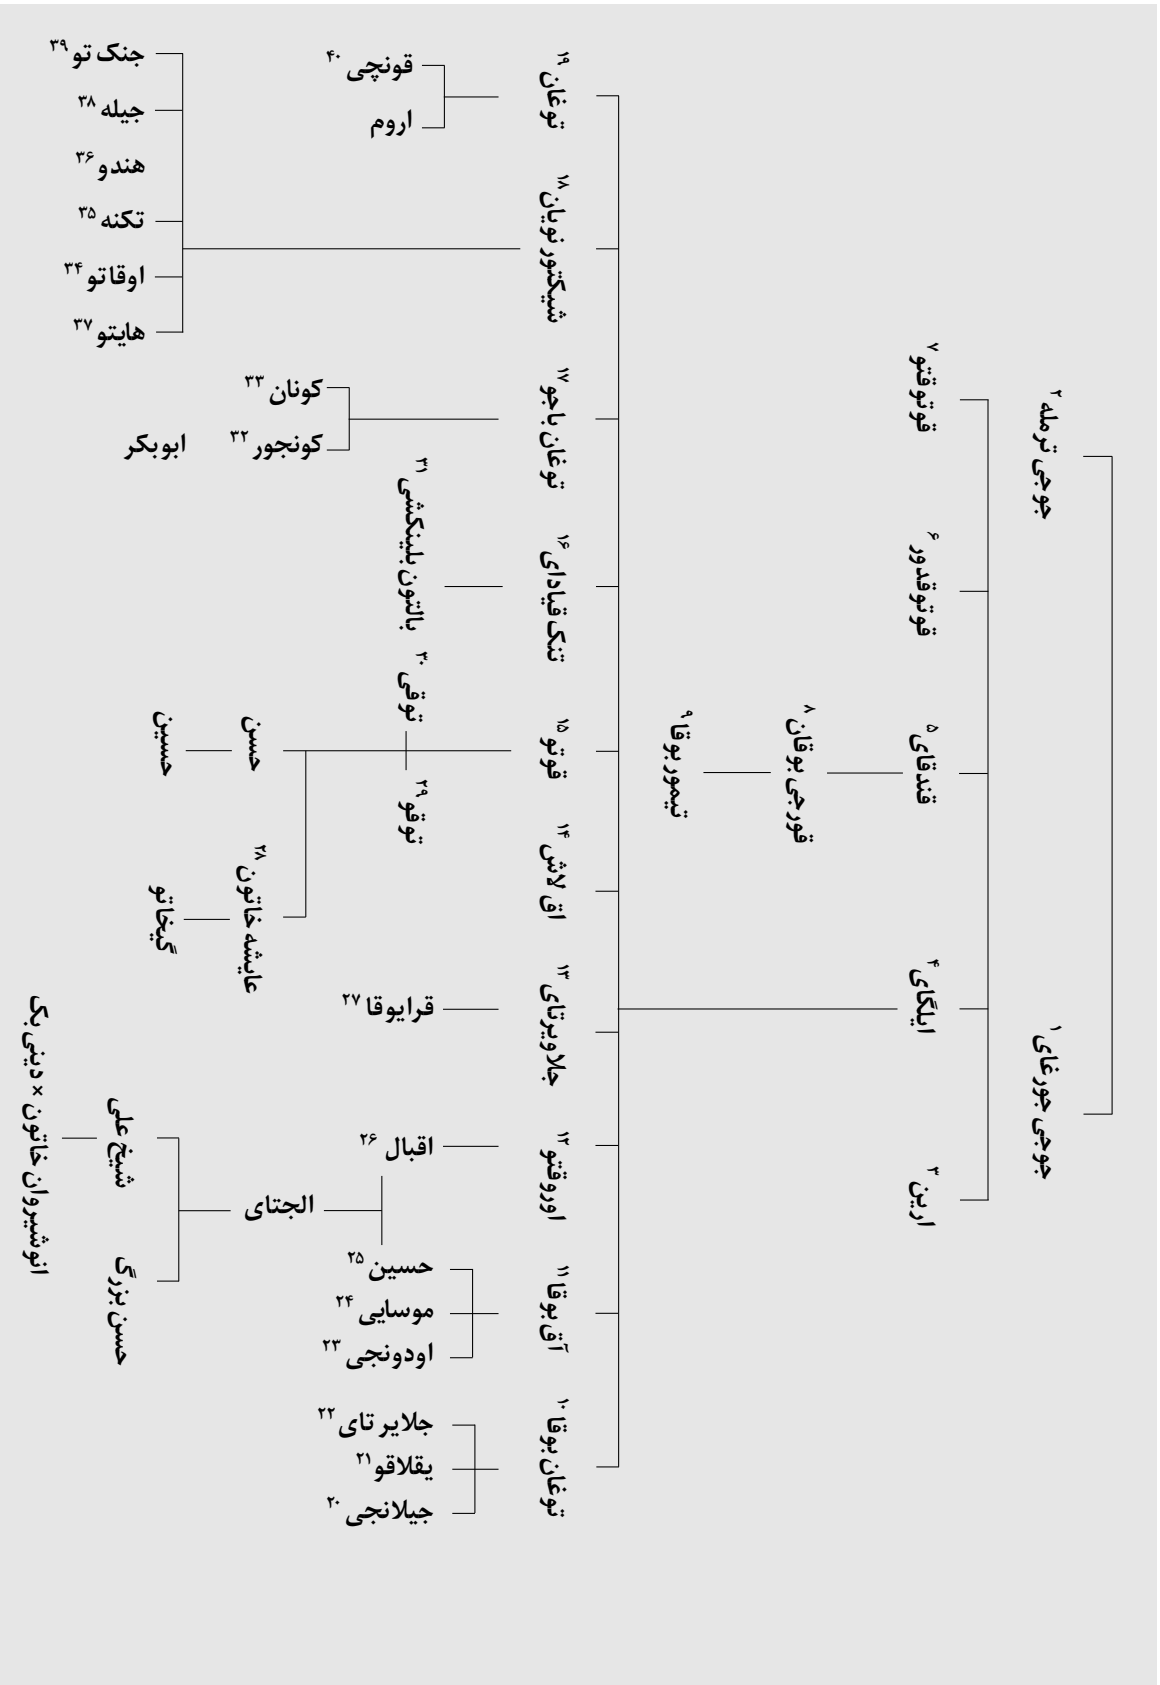 جوجی ترمله ۲
جوجی جورغای ۱
قوتوقتو ۷
قوتوقدور ۶
قندقای ۵
ایلگای ۴
ارین ۳
قورجی بوقان ۸
تیمور بوقا ۹
توغان ۱۹
شیکتور نویان ۱۸
توغان باجو ۱۷
تنک قیادای ۱۶
قوتو ۱۵
اق لاش ۱۴
جلاویرتای ۱۳
اوروقتو ۱۲
آق بوقا ۱۱
توغان بوقا ۱۰
قونچی ۴۰
اروم
جنک تو ۳۹
جیله ۳۸
هندو ۳۶
تکنه ۳۵
اوقاتو ۳۴
هایتو ۳۷
کونان ۳۳
کونجور ۳۲
ابوبکر
بالتون بلینکشی ۳۱
توقی ۳۰
توقو ۲۹
حسن
حسین
عایشه خاتون ۲۸
گیخاتو
قرایوقا ۲۷
اقبال ۲۶
الجتای
شیخ علی
حسن بزرگ
انوشیروان خاتون × دینی بک
حسین ۲۵
موسایی ۲۴
اودونجی ۲۳
جلایر تای ۲۲
یقلاقو ۲۱
جیلانجی ۲۰